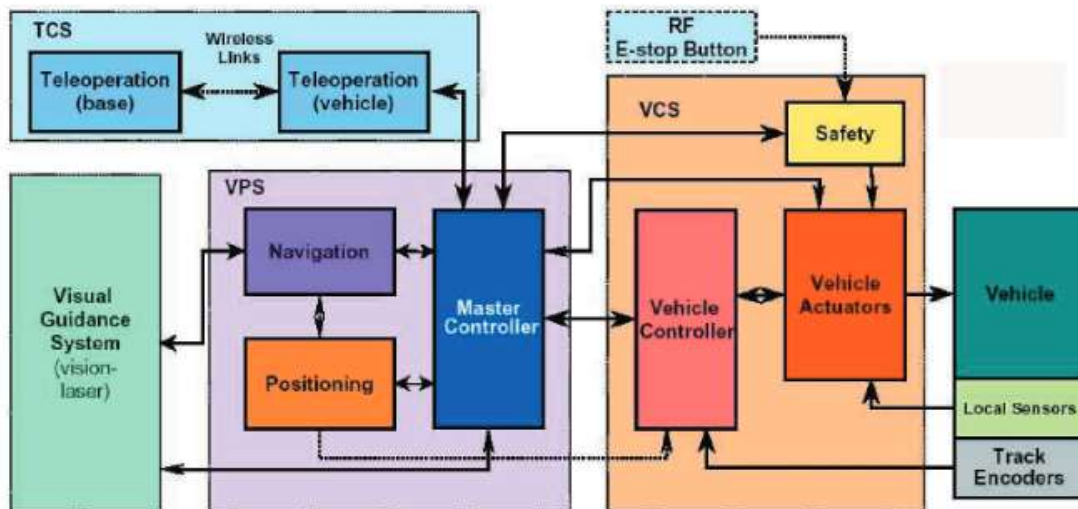 TCS
Wireless
Links
Teleoperation
(base)
Teleoperation
(vehicle)
RF
E-stop Button
VCS
Safety
VPS
Navigation
Positioning
Master
Controller
Visual
Guidance
System
(vision-
laser)
Vehicle
Controller
Vehicle
Actuators
Vehicle
Local Sensors
Track
Encoders